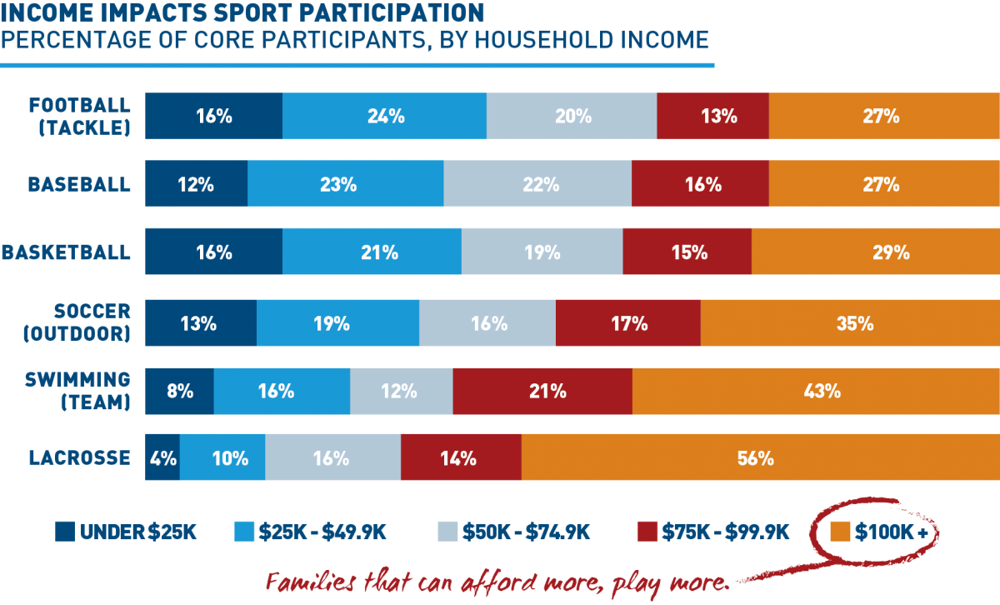 INCOME IMPACTS SPORT PARTICIPATION
PERCENTAGE OF CORE PARTICIPANTS, BY HOUSEHOLD INCOME
FOOTBALL
(TACKLE)
16% 24% 20% 13% 27%
BASEBALL
12% 23% 22% 16% 27%
BASKETBALL
16% 21% 19% 15% 29%
SOCCER
(OUTDOOR)
13% 19% 16% 17% 35%
SWIMMING
(TEAM)
8% 16% 12% 21% 43%
LACROSSE
4% 10% 16% 14% 56%
UNDER $25K $25K - $49.9K $50K - $74.9K $75K - $99.9K $100K +
Families that can afford more, play more.